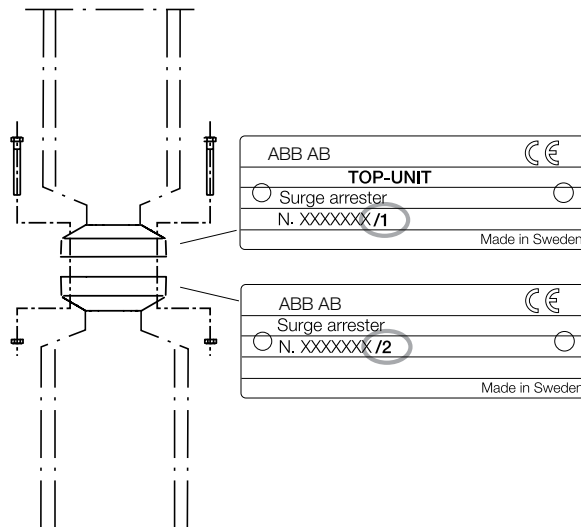 ABB AB CE
TOP-UNIT
Surge arrester
N. XXXXXXX/1
Made in Sweden
ABB AB CE
Surge arrester
N. XXXXXXX/2
Made in Sweden